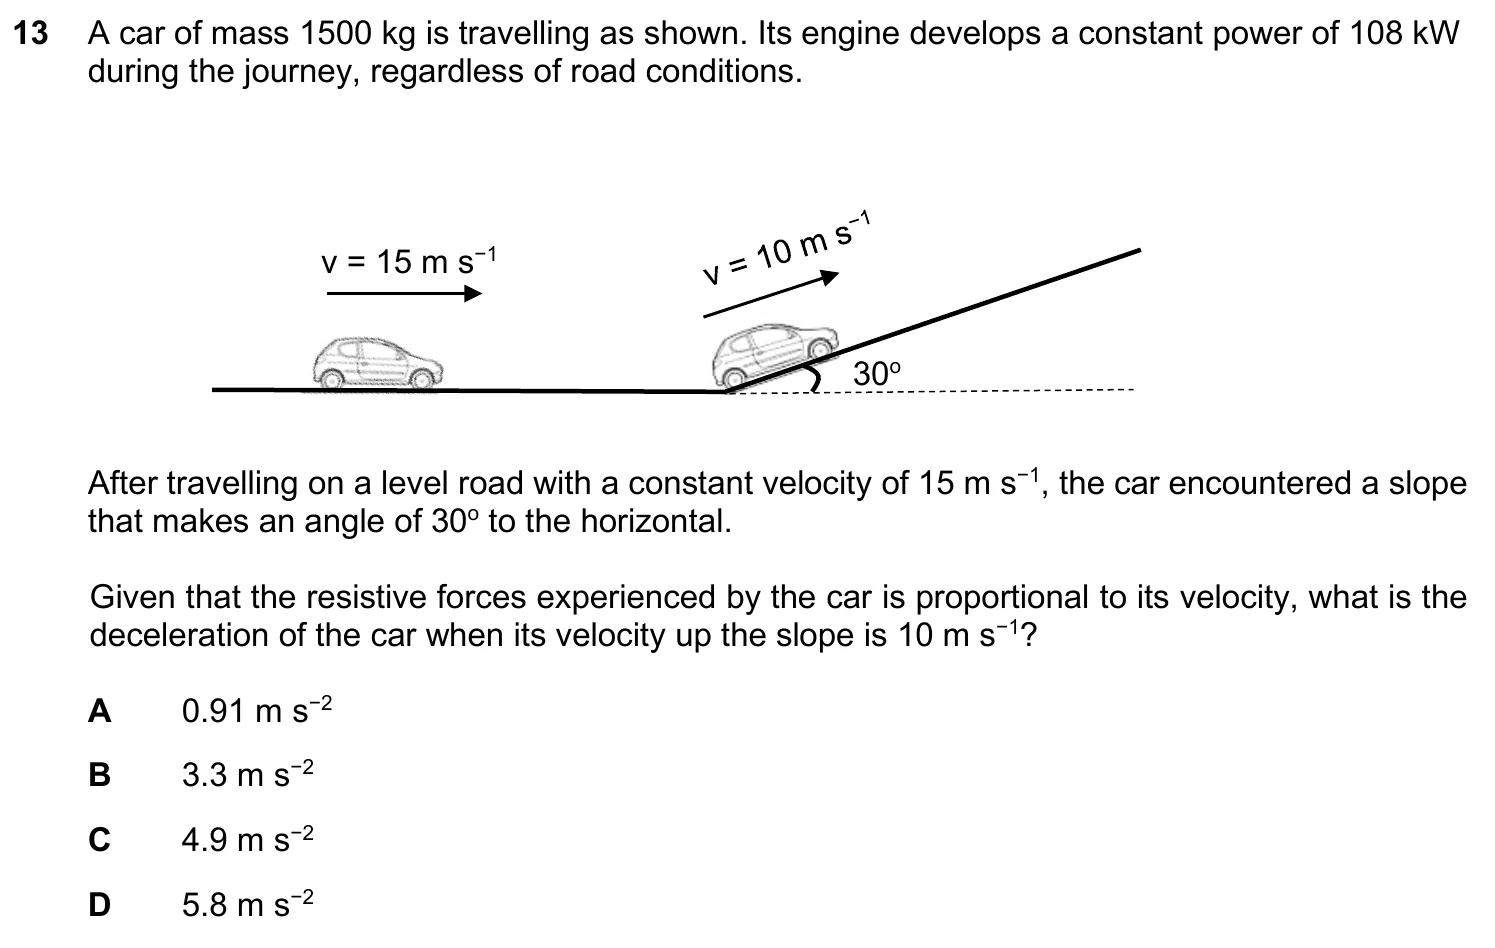 13 A car of mass 1500 kg is travelling as shown. Its engine develops a constant power of 108 kW
during the journey, regardless of road conditions.
v = 15 m s⁻¹
v = 10 m s⁻¹
30º
After travelling on a level road with a constant velocity of 15 m s⁻¹, the car encountered a slope
that makes an angle of 30º to the horizontal.
Given that the resistive forces experienced by the car is proportional to its velocity, what is the
deceleration of the car when its velocity up the slope is 10 m s⁻¹?
A 0.91 m s⁻²
B 3.3 m s⁻²
C 4.9 m s⁻²
D 5.8 m s⁻²